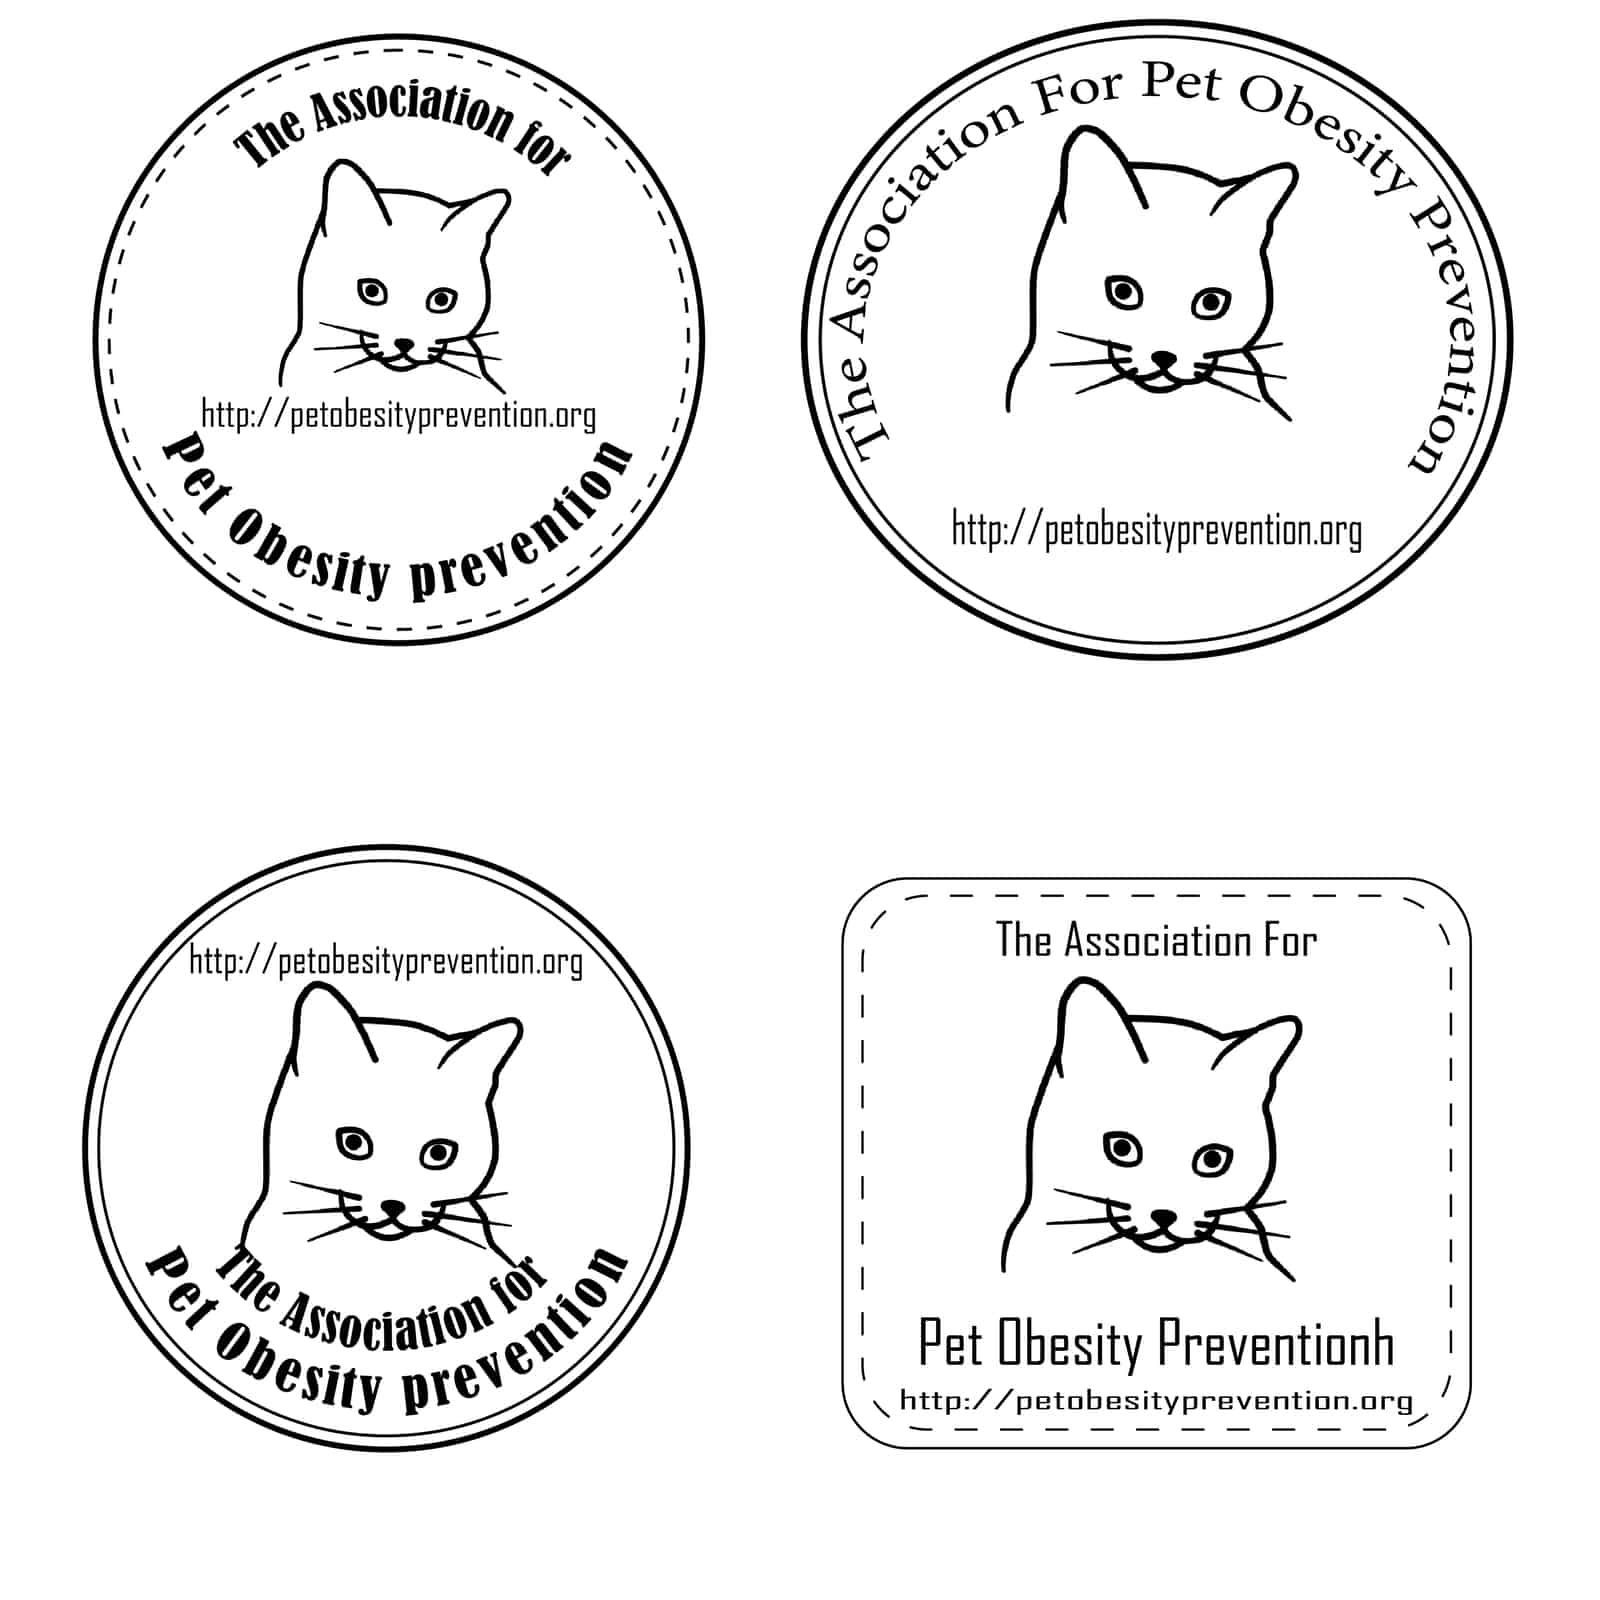 The Association for
http://petobesityprevention.org
Pet Obesity prevention
The Association For Pet Obesity Prevention
http://petobesityprevention.org
http://petobesityprevention.org
The Association for
Pet Obesity prevention
The Association For
Pet Obesity Preventionh
http://petobesityprevention.org